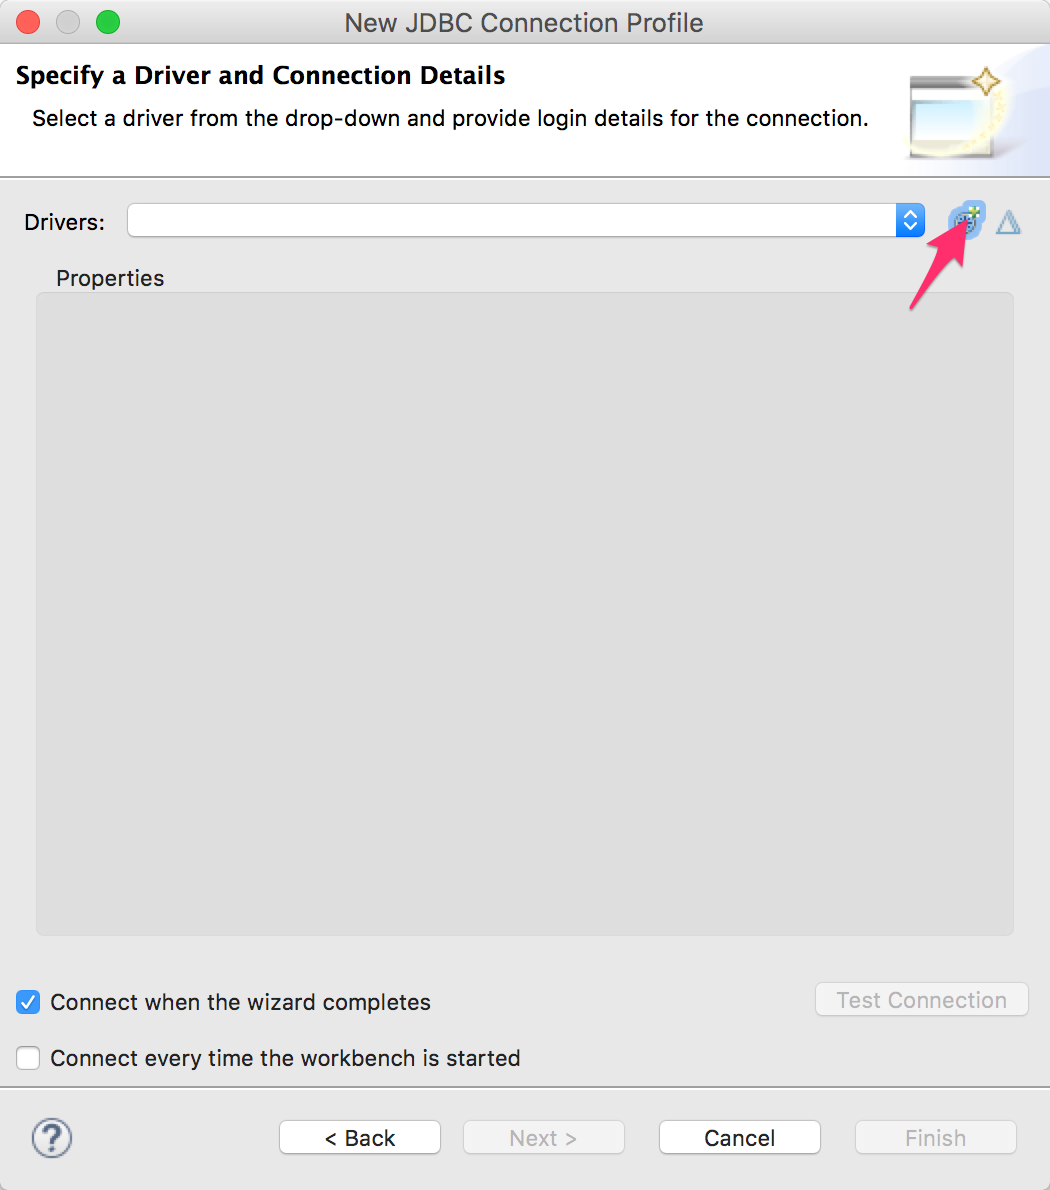 New JDBC Connection Profile
Specify a Driver and Connection Details
Select a driver from the drop-down and provide login details for the connection.
Drivers:
Properties
Connect when the wizard completes
Test Connection
Connect every time the workbench is started
?
< Back
Next >
Cancel
Finish